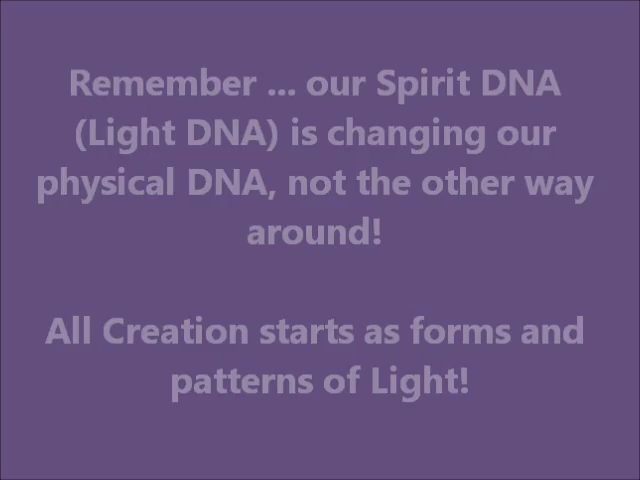 Remember ... our Spirit DNA
(Light DNA) is changing our
physical DNA, not the other way
around!
All Creation starts as forms and
patterns of Light!